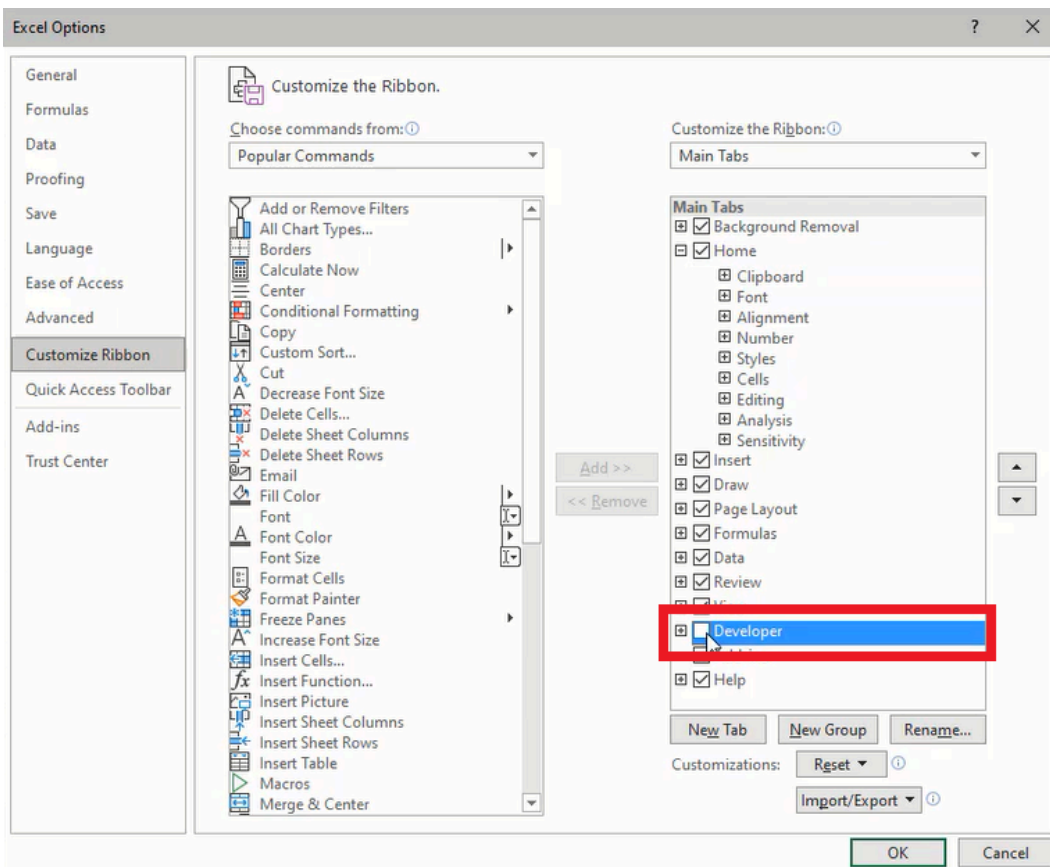 Excel Options
?
General
Formulas
Data
Proofing
Save
Language
Ease of Access
Advanced
Customize Ribbon
Quick Access Toolbar
Add-ins
Trust Center
Customize the Ribbon.
Choose commands from:
Popular Commands
Add or Remove Filters
All Chart Types...
Borders
Calculate Now
Center
Conditional Formatting
Copy
Custom Sort...
Cut
Decrease Font Size
Delete Cells...
Delete Sheet Columns
Delete Sheet Rows
Email
Fill Color
Font
Font Color
Font Size
Format Cells
Format Painter
Freeze Panes
Increase Font Size
Insert Cells...
Insert Function...
Insert Picture
Insert Sheet Columns
Insert Sheet Rows
Insert Table
Macros
Merge & Center
Add >>
<< Remove
Customize the Ribbon:
Main Tabs
Main Tabs
Background Removal
Home
Clipboard
Font
Alignment
Number
Styles
Cells
Editing
Analysis
Sensitivity
Insert
Draw
Page Layout
Formulas
Data
Review
Developer
Help
New Tab
New Group
Rename...
Customizations:
Reset
Import/Export
OK
Cancel